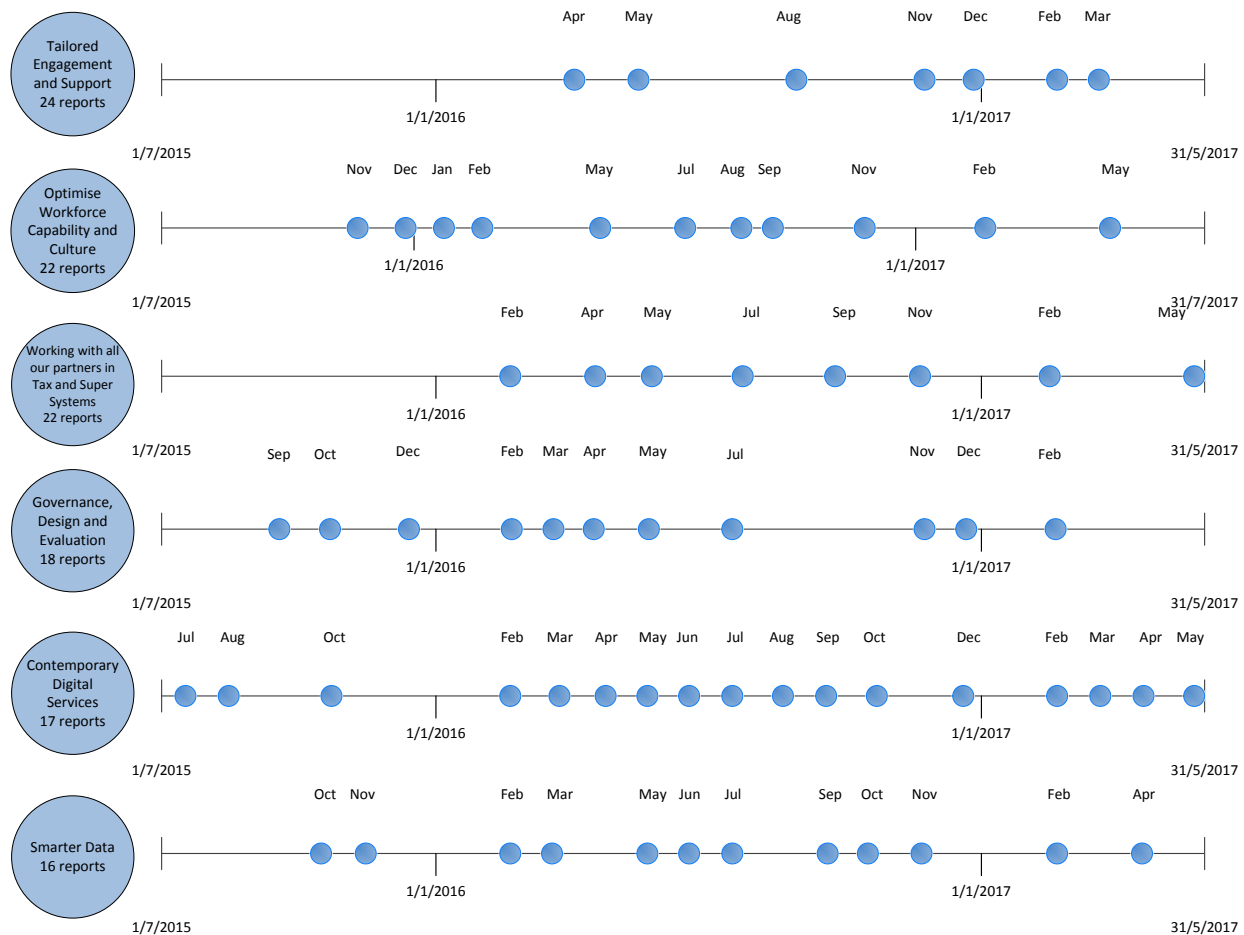 Apr May Aug Nov Dec Feb Mar
Tailored
Engagement
and Support
24 reports
1/1/2016 1/1/2017
1/7/2015 31/5/2017
Nov Dec Jan Feb May Jul Aug Sep Nov Feb May
Optimise
Workforce
Capability and
Culture
22 reports
1/1/2016 1/1/2017
1/7/2015 31/7/2017
Feb Apr May Jul Sep Nov Feb May
Working with all
our partners in
Tax and Super
Systems
22 reports
1/1/2016 1/1/2017
1/7/2015 31/5/2017
Sep Oct Dec Feb Mar Apr May Jul Nov Dec Feb
Governance,
Design and
Evaluation
18 reports
1/1/2016 1/1/2017
1/7/2015 31/5/2017
Jul Aug Oct Feb Mar Apr May Jun Jul Aug Sep Oct Dec Feb Mar Apr May
Contemporary
Digital
Services
17 reports
1/1/2016 1/1/2017
1/7/2015 31/5/2017
Oct Nov Feb Mar May Jun Jul Sep Oct Nov Feb Apr
Smarter Data
16 reports
1/1/2016 1/1/2017
1/7/2015 31/5/2017